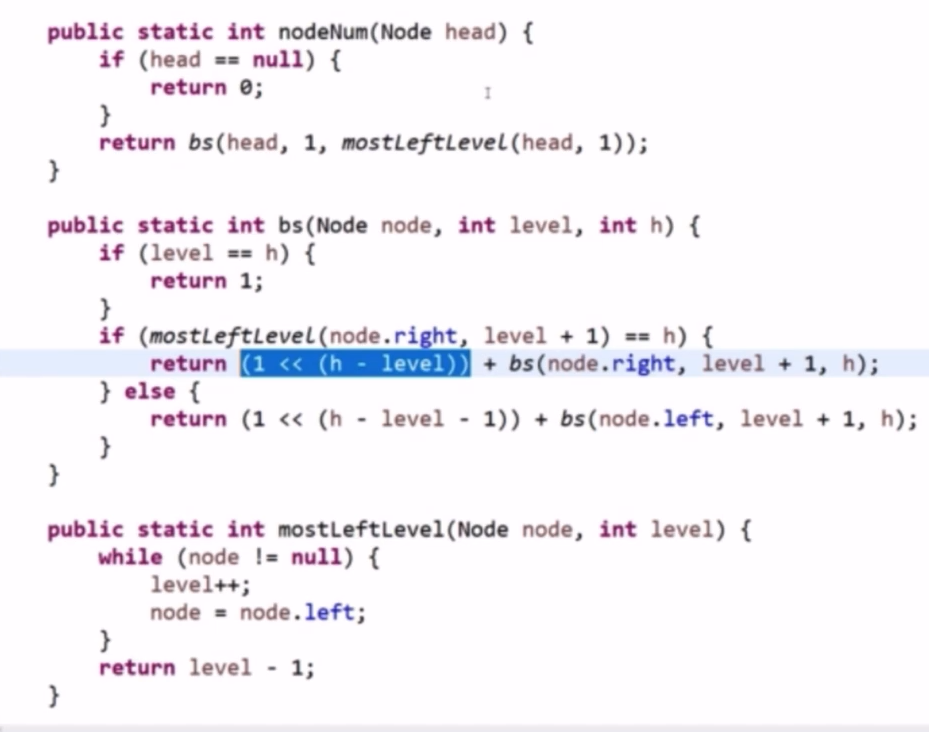 public static int nodeNum(Node head) {
    if (head == null) {
        return 0;
    }
    return bs(head, 1, mostLeftLevel(head, 1));
}

public static int bs(Node node, int level, int h) {
    if (level == h) {
        return 1;
    }
    if (mostLeftLevel(node.right, level + 1) == h) {
        return (1 << (h - level)) + bs(node.right, level + 1, h);
    } else {
        return (1 << (h - level - 1)) + bs(node.left, level + 1, h);
    }
}

public static int mostLeftLevel(Node node, int level) {
    while (node != null) {
        level++;
        node = node.left;
    }
    return level - 1;
}